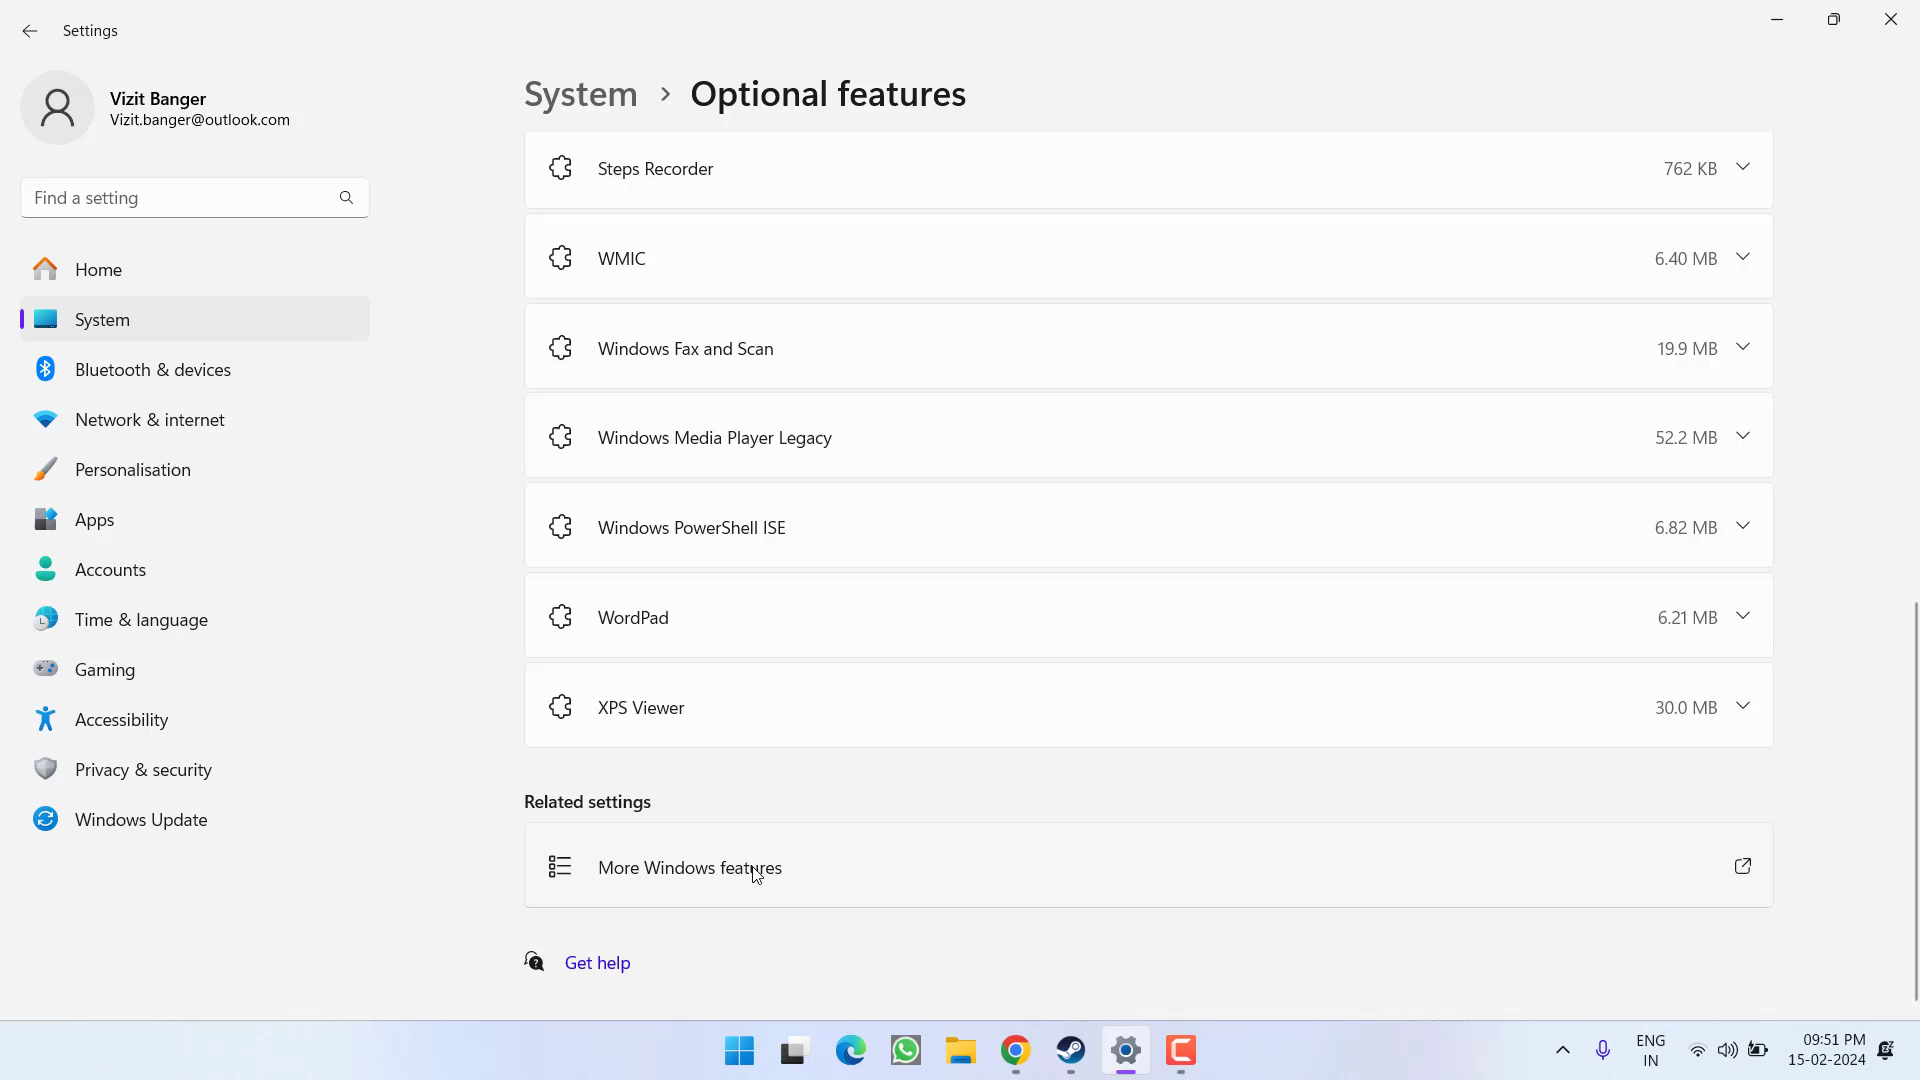 Settings
Vizit Banger
Vizit.banger@outlook.com
Find a setting
Home
System
Bluetooth & devices
Network & internet
Personalisation
Apps
Accounts
Time & language
Gaming
Accessibility
Privacy & security
Windows Update
System > Optional features
Steps Recorder 762 KB
WMIC 6.40 MB
Windows Fax and Scan 19.9 MB
Windows Media Player Legacy 52.2 MB
Windows PowerShell ISE 6.82 MB
WordPad 6.21 MB
XPS Viewer 30.0 MB
Related settings
More Windows features
Get help
ENG
IN
09:51 PM
15-02-2024